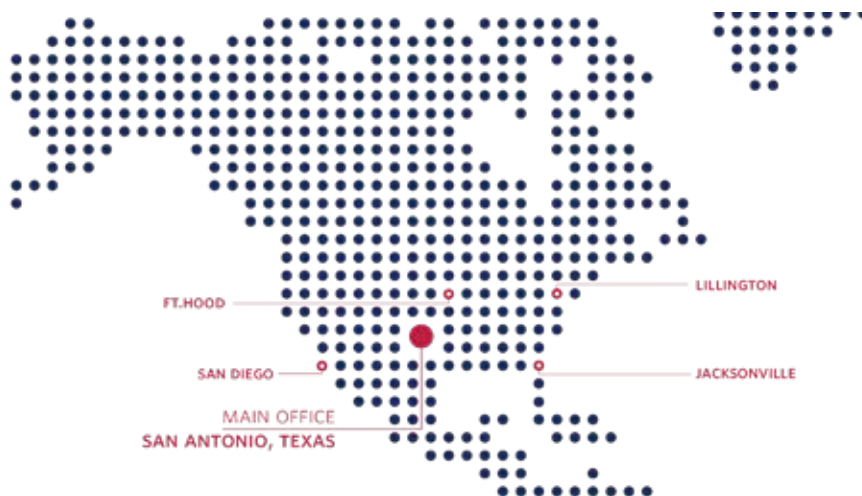 LILLINGTON
FT.HOOD
SAN DIEGO
JACKSONVILLE
MAIN OFFICE
SAN ANTONIO, TEXAS